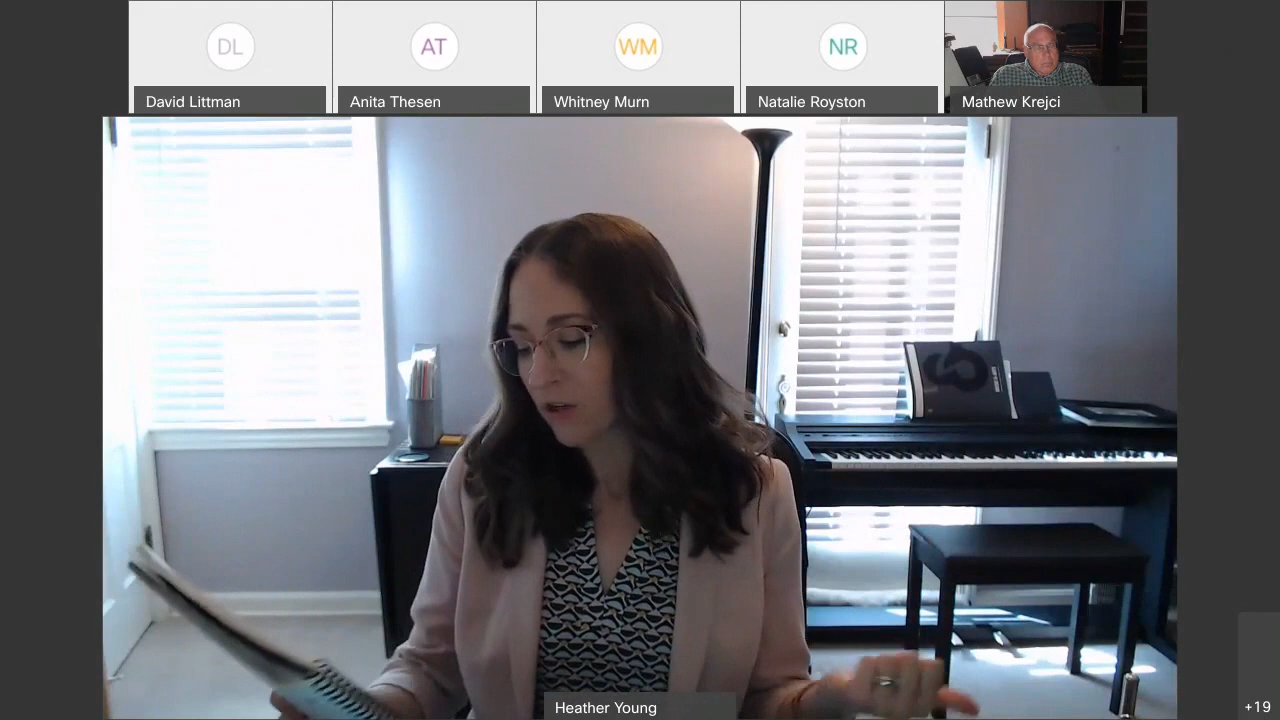 DL
AT
WM
NR
David Littman
Anita Thesen
Whitney Murn
Natalie Royston
Mathew Krejci
Heather Young
+19